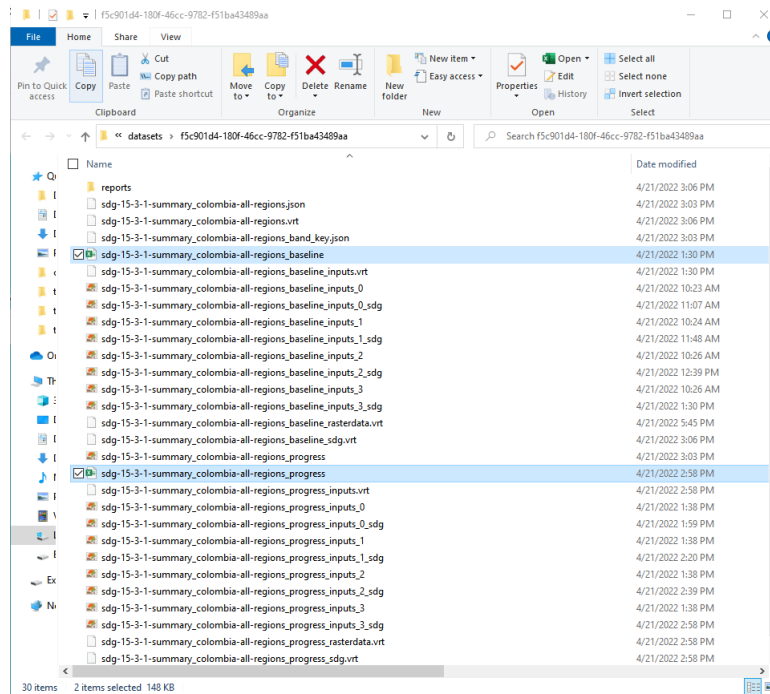 f5c901d4-180f-46cc-9782-f51ba43489aa
File Home Share View
Pin to Quick access
Copy
Paste
Cut
Copy path
Paste shortcut
Clipboard
Move to
Copy to
Delete
Rename
Organize
New folder
New item
Easy access
New
Properties
Open
Edit
History
Open
Select all
Select none
Invert selection
Select
« datasets › f5c901d4-180f-46cc-9782-f51ba43489aa
Search f5c901d4-180f-46cc-9782-f51ba43489aa
Name Date modified
reports 4/21/2022 3:06 PM
sdg-15-3-1-summary_colombia-all-regions.json 4/21/2022 3:03 PM
sdg-15-3-1-summary_colombia-all-regions.vrt 4/21/2022 3:06 PM
sdg-15-3-1-summary_colombia-all-regions_band_key.json 4/21/2022 3:03 PM
sdg-15-3-1-summary_colombia-all-regions_baseline 4/21/2022 1:30 PM
sdg-15-3-1-summary_colombia-all-regions_baseline_inputs.vrt 4/21/2022 1:30 PM
sdg-15-3-1-summary_colombia-all-regions_baseline_inputs_0 4/21/2022 10:23 AM
sdg-15-3-1-summary_colombia-all-regions_baseline_inputs_0_sdg 4/21/2022 11:07 AM
sdg-15-3-1-summary_colombia-all-regions_baseline_inputs_1 4/21/2022 10:24 AM
sdg-15-3-1-summary_colombia-all-regions_baseline_inputs_1_sdg 4/21/2022 11:48 AM
sdg-15-3-1-summary_colombia-all-regions_baseline_inputs_2 4/21/2022 10:26 AM
sdg-15-3-1-summary_colombia-all-regions_baseline_inputs_2_sdg 4/21/2022 12:39 PM
sdg-15-3-1-summary_colombia-all-regions_baseline_inputs_3 4/21/2022 10:26 AM
sdg-15-3-1-summary_colombia-all-regions_baseline_inputs_3_sdg 4/21/2022 1:30 PM
sdg-15-3-1-summary_colombia-all-regions_baseline_rasterdata.vrt 4/21/2022 5:45 PM
sdg-15-3-1-summary_colombia-all-regions_baseline_sdg.vrt 4/21/2022 3:06 PM
sdg-15-3-1-summary_colombia-all-regions_progress 4/21/2022 3:03 PM
sdg-15-3-1-summary_colombia-all-regions_progress 4/21/2022 2:58 PM
sdg-15-3-1-summary_colombia-all-regions_progress_inputs.vrt 4/21/2022 2:58 PM
sdg-15-3-1-summary_colombia-all-regions_progress_inputs_0 4/21/2022 1:38 PM
sdg-15-3-1-summary_colombia-all-regions_progress_inputs_0_sdg 4/21/2022 1:59 PM
sdg-15-3-1-summary_colombia-all-regions_progress_inputs_1 4/21/2022 1:38 PM
sdg-15-3-1-summary_colombia-all-regions_progress_inputs_1_sdg 4/21/2022 2:20 PM
sdg-15-3-1-summary_colombia-all-regions_progress_inputs_2 4/21/2022 1:38 PM
sdg-15-3-1-summary_colombia-all-regions_progress_inputs_2_sdg 4/21/2022 2:39 PM
sdg-15-3-1-summary_colombia-all-regions_progress_inputs_3 4/21/2022 1:38 PM
sdg-15-3-1-summary_colombia-all-regions_progress_inputs_3_sdg 4/21/2022 2:58 PM
sdg-15-3-1-summary_colombia-all-regions_progress_rasterdata.vrt 4/21/2022 2:58 PM
sdg-15-3-1-summary_colombia-all-regions_progress_sdg.vrt 4/21/2022 2:58 PM
30 items 2 items selected 148 KB